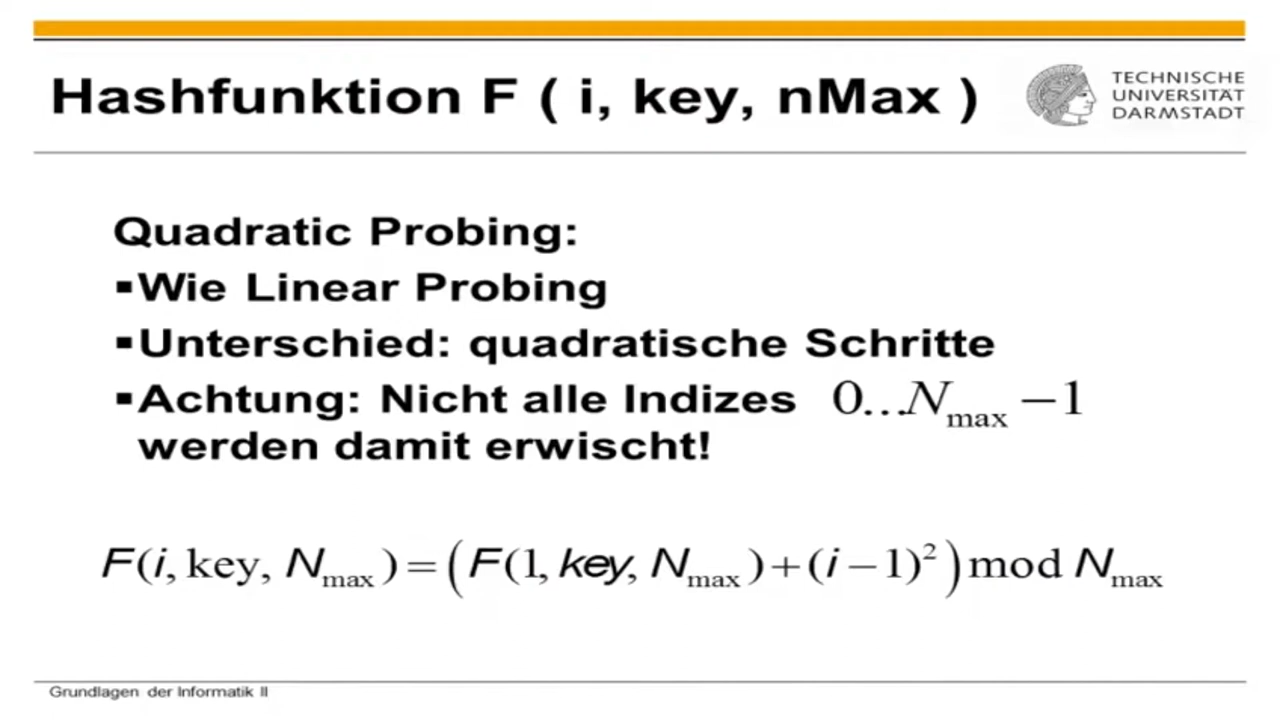 Hashfunktion F ( i, key, nMax )
TECHNISCHE
UNIVERSITÄT
DARMSTADT
Quadratic Probing:
▪Wie Linear Probing
▪Unterschied: quadratische Schritte
▪Achtung: Nicht alle Indizes 0...N_max −1
werden damit erwischt!
F(i, key, N_max) = (F(1, key, N_max) + (i − 1)²) mod N_max
Grundlagen der Informatik II